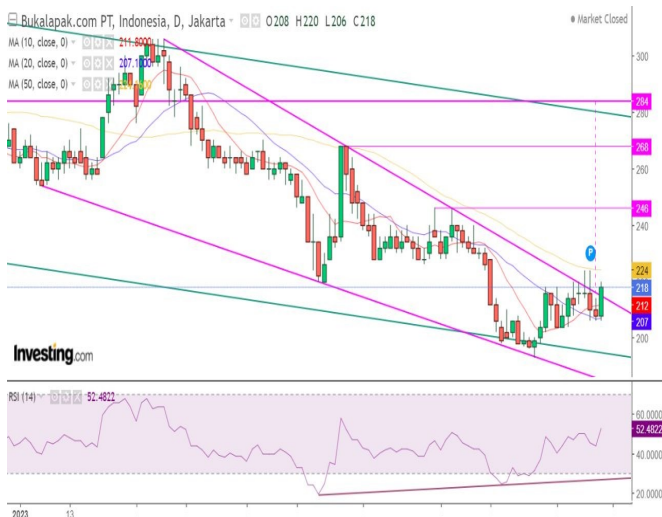 Bukalapak.com PT, Indonesia, D, Jakarta O208 H220 L206 C218
Market Closed
MA (10, close, 0) 211.8000
MA (20, close, 0) 207.1000
MA (50, close, 0)
300
284
280
268
260
246
240
P
224
218
212
207
200
Investing.com
RSI (14) 52.4822
60.0000
52.4822
40.0000
20.0000
2023 13